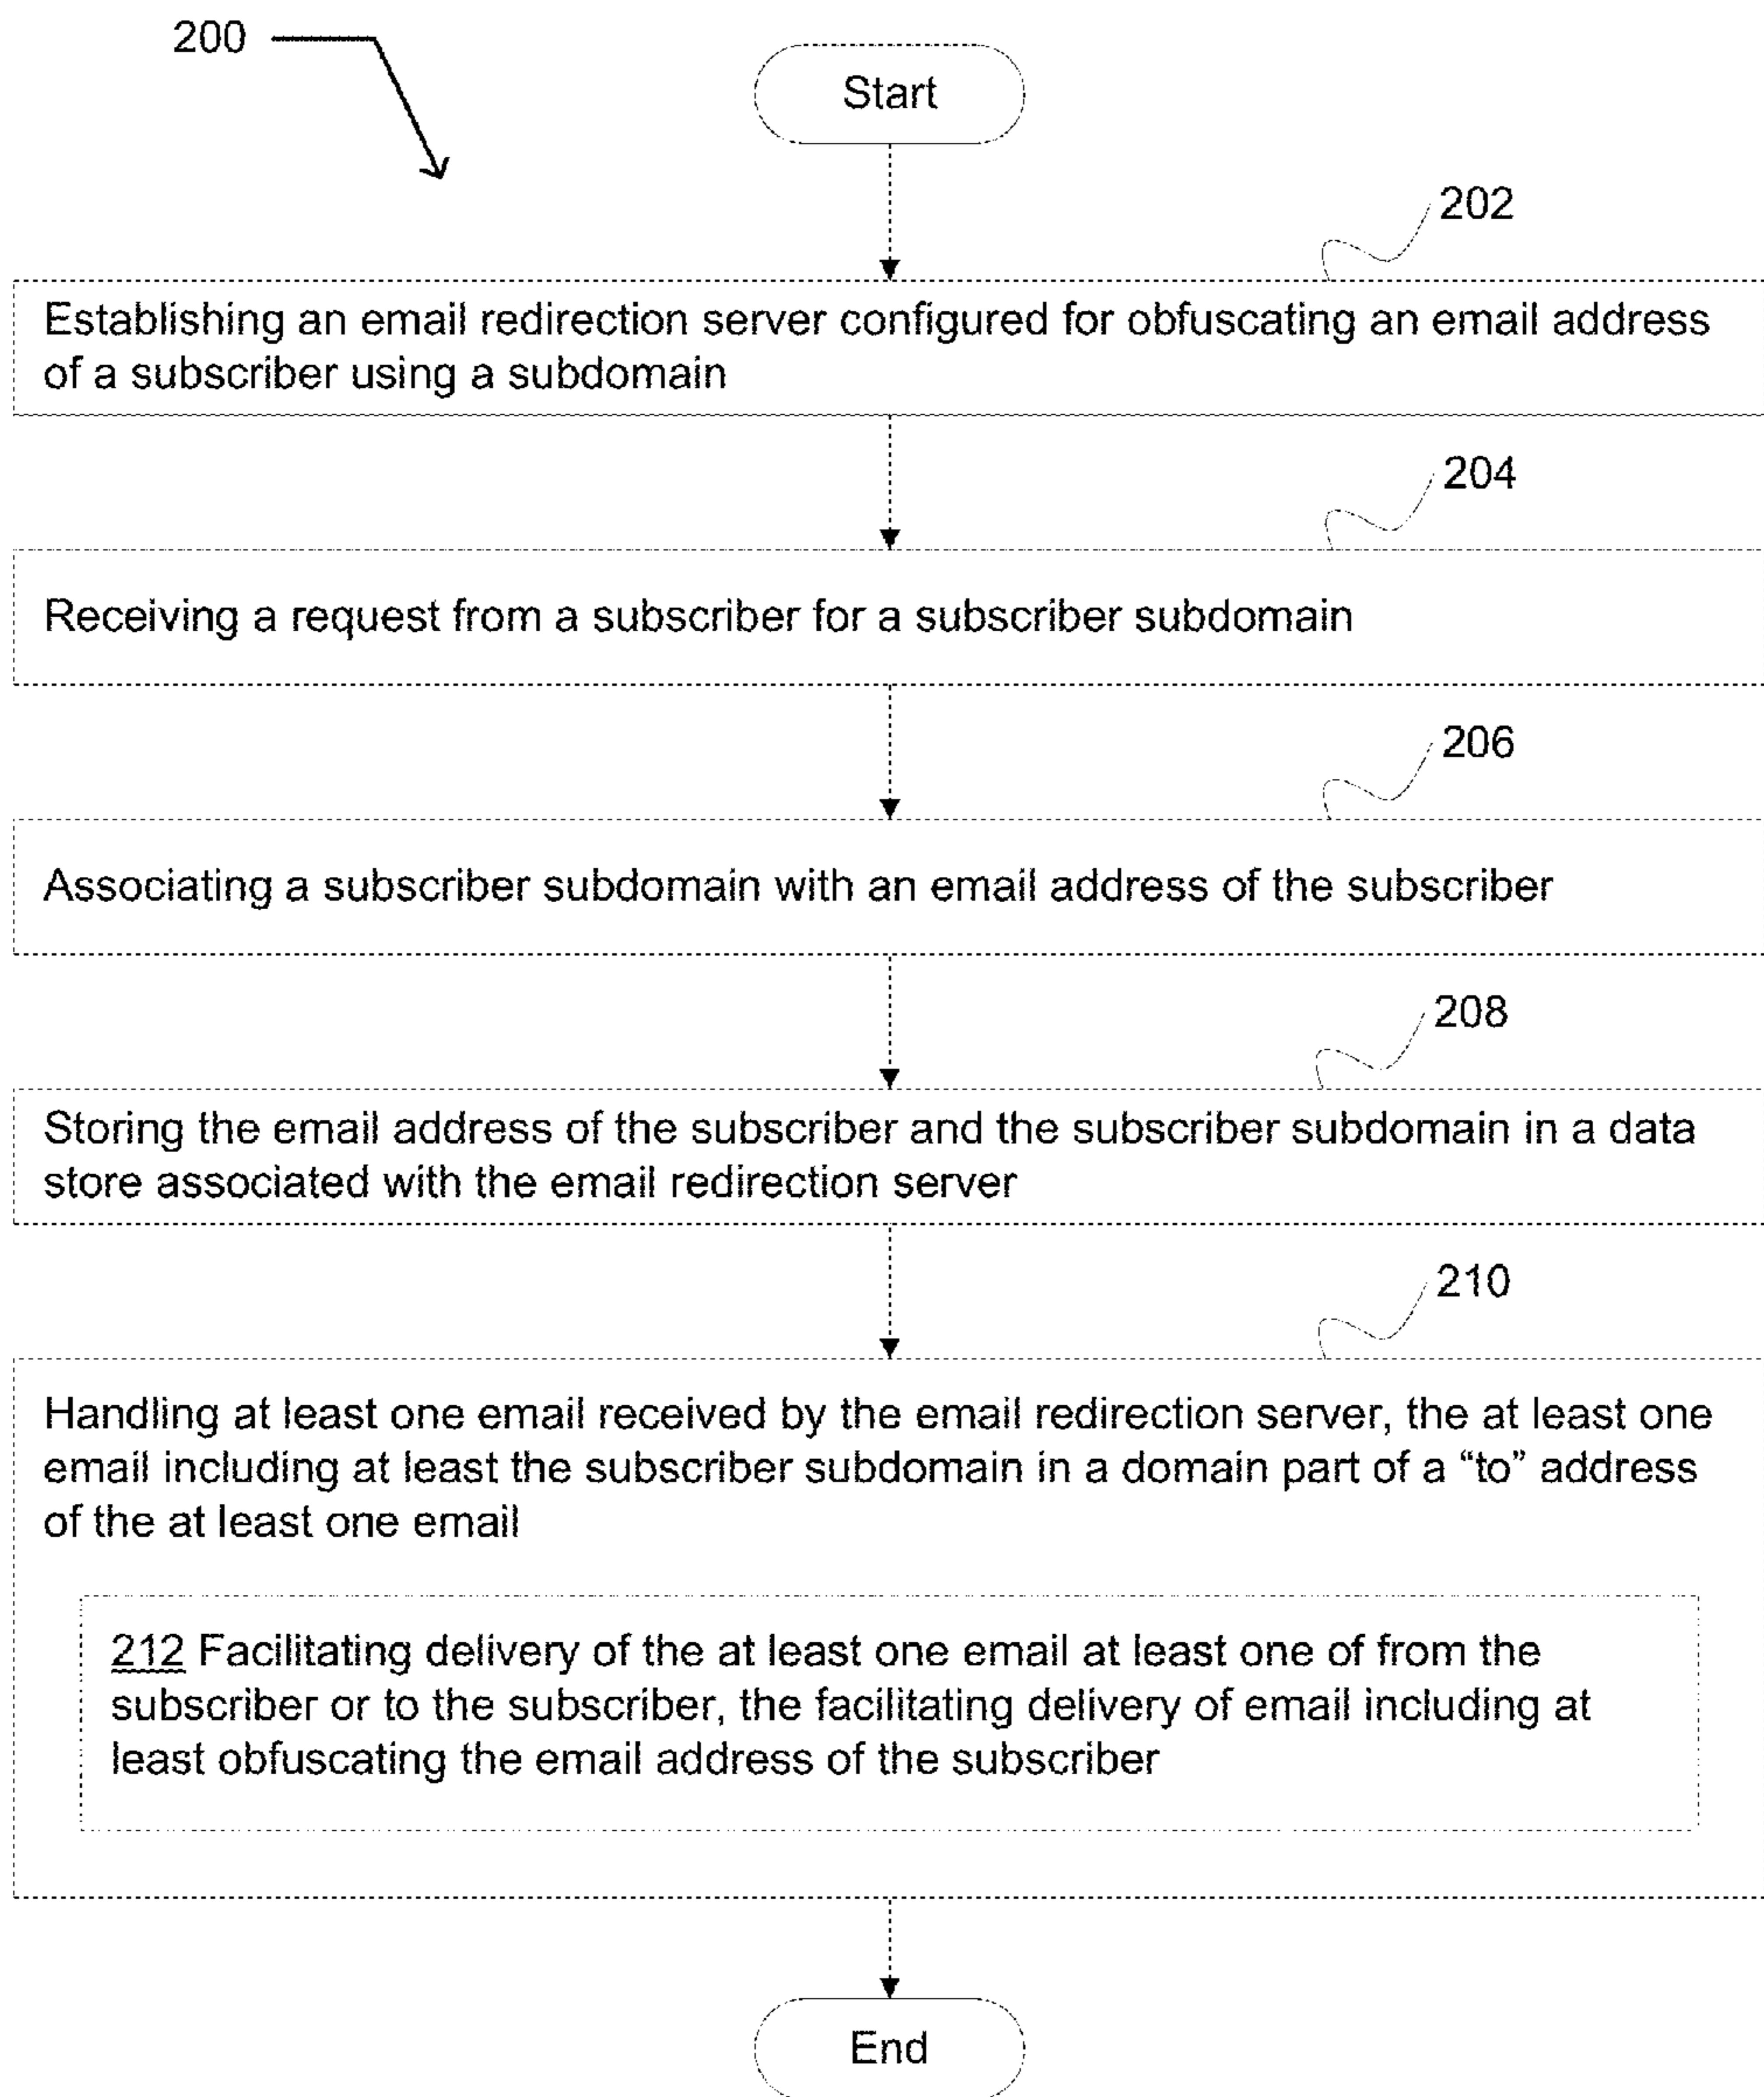 200
Start
202
Establishing an email redirection server configured for obfuscating an email address
of a subscriber using a subdomain
204
Receiving a request from a subscriber for a subscriber subdomain
206
Associating a subscriber subdomain with an email address of the subscriber
208
Storing the email address of the subscriber and the subscriber subdomain in a data
store associated with the email redirection server
210
Handling at least one email received by the email redirection server, the at least one
email including at least the subscriber subdomain in a domain part of a “to” address
of the at least one email
212 Facilitating delivery of the at least one email at least one of from the
subscriber or to the subscriber, the facilitating delivery of email including at
least obfuscating the email address of the subscriber
End